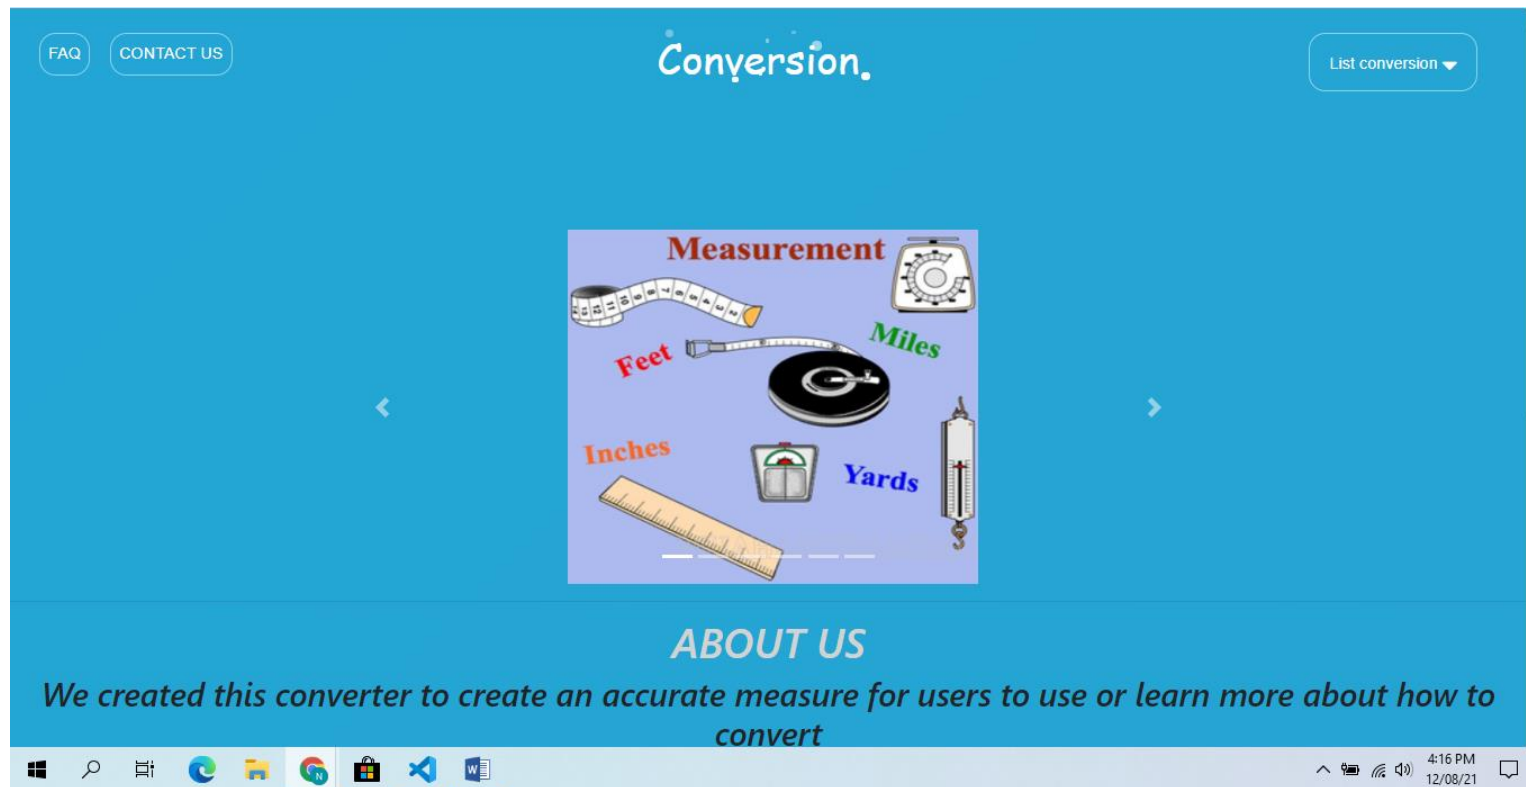 FAQ
CONTACT US
Conversion.
List conversion
Measurement
Feet
Miles
Inches
Yards
ABOUT US
We created this converter to create an accurate measure for users to use or learn more about how to
convert
4:16 PM
12/08/21